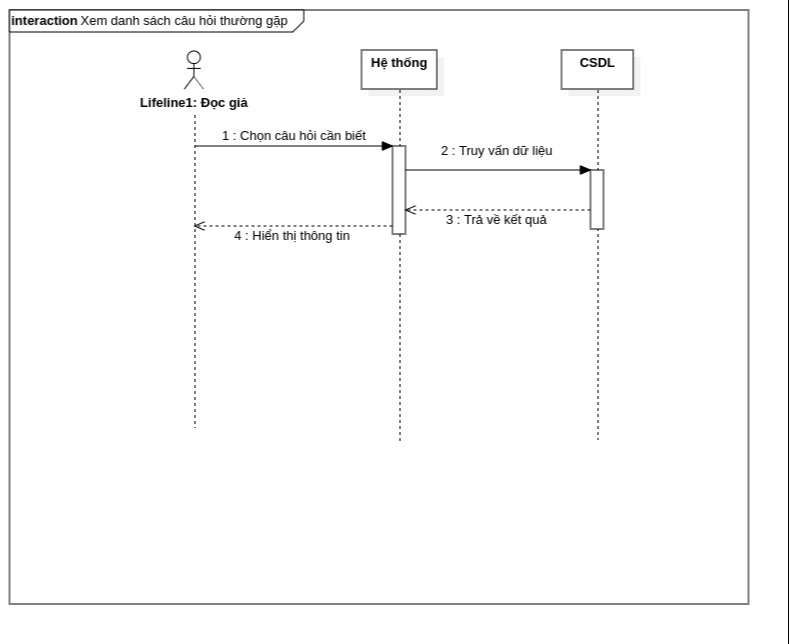 interaction Xem danh sách câu hỏi thường gặp
Hệ thống
CSDL
Lifeline1: Đọc giả
1 : Chọn câu hỏi cần biết
2 : Truy vấn dữ liệu
3 : Trả về kết quả
4 : Hiển thị thông tin